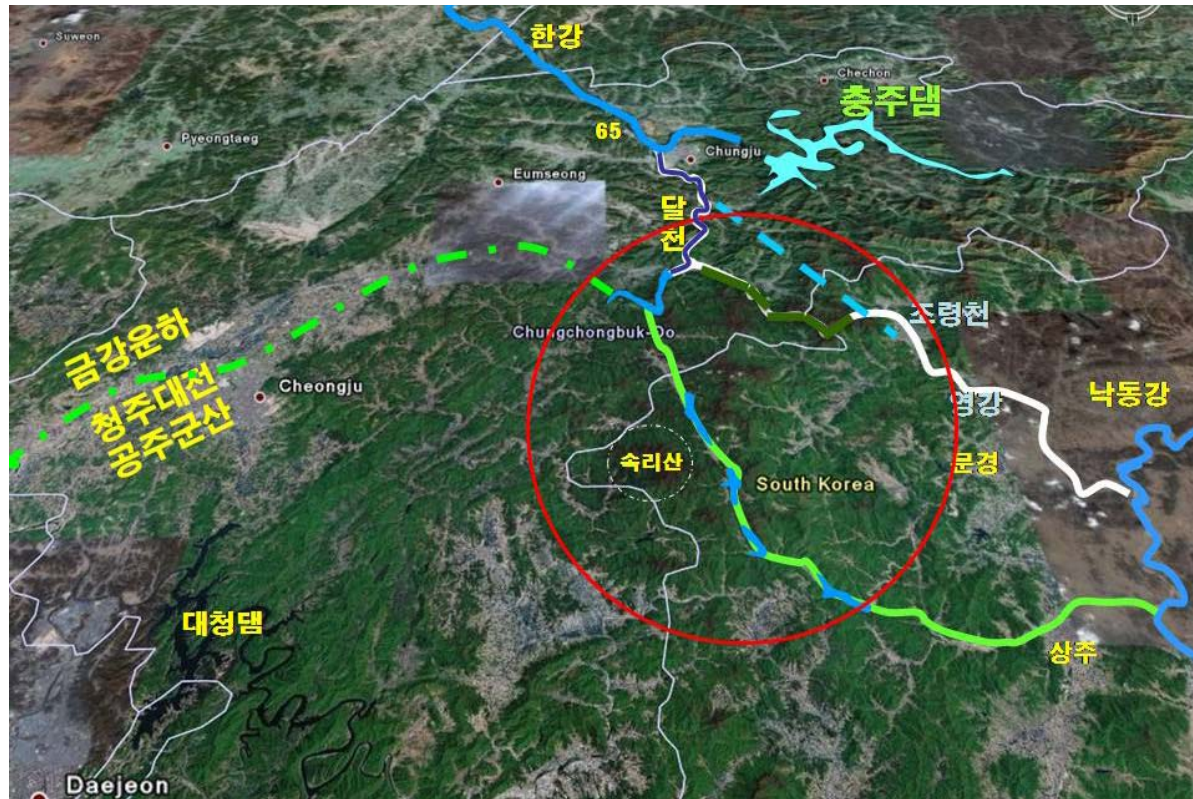 한강
Suweon
Chechon
충주댐
65
Pyeongtaeg
Chungju
Eumseong
달
천
조령천
Chungchongbuk-Do
금강운하
Cheongju
청주대전
공주군산
영강
낙동강
속리산
문경
South Korea
대청댐
상주
Daejeon